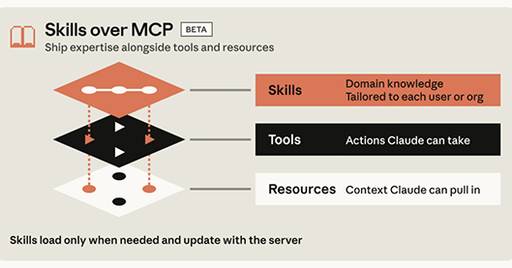 Skills over MCP BETA
Ship expertise alongside tools and resources
Skills Domain knowledge
Tailored to each user or org
Tools Actions Claude can take
Resources Context Claude can pull in
Skills load only when needed and update with the server